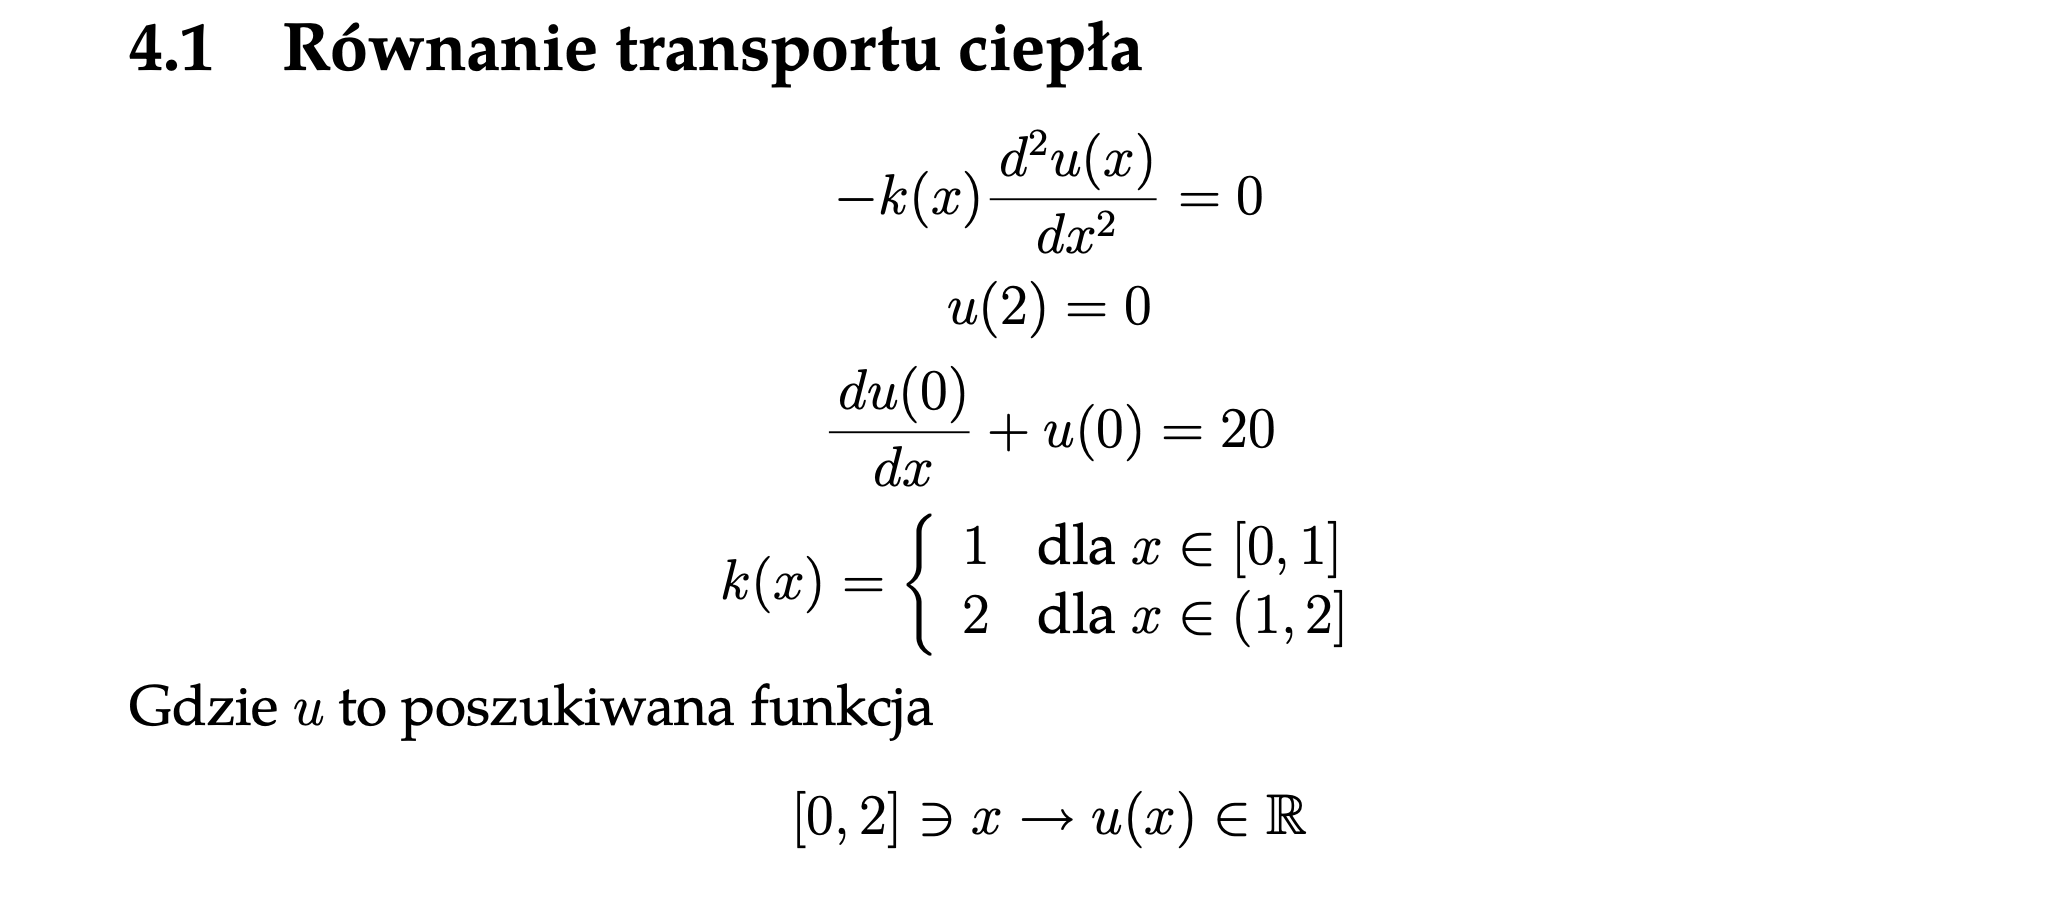 4.1 Równanie transportu ciepła
$-k(x)\frac{d^2u(x)}{dx^2} = 0$
$u(2) = 0$
$\frac{du(0)}{dx} + u(0) = 20$
$k(x) = \begin{cases} 1 & \text{dla } x \in [0, 1] \\ 2 & \text{dla } x \in (1, 2] \end{cases}$
Gdzie $u$ to poszukiwana funkcja
$[0, 2] \ni x \rightarrow u(x) \in \mathbb{R}$